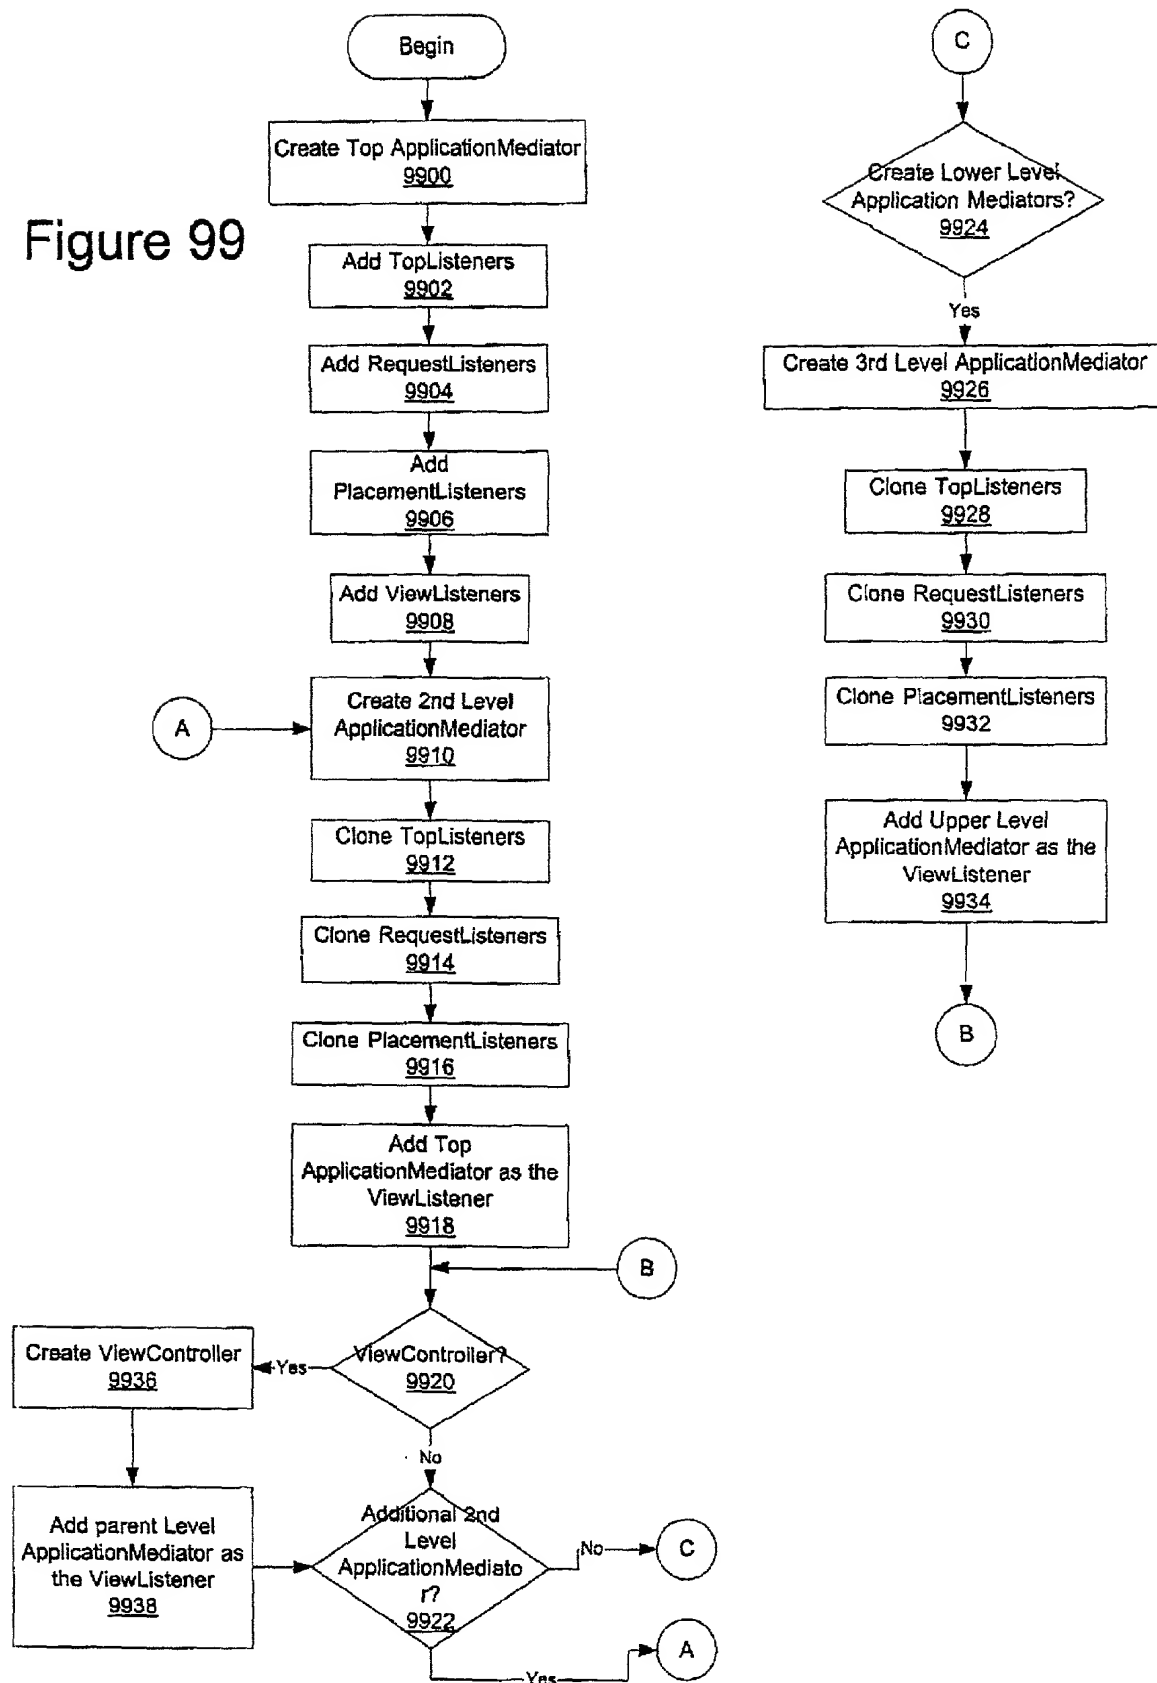 Begin
Create Top ApplicationMediator
9900
Figure 99
Add TopListeners
9902
Add RequestListeners
9904
Add
PlacementListeners
9906
Add ViewListeners
9908
A
Create 2nd Level
ApplicationMediator
9910
Clone TopListeners
9912
Clone RequestListeners
9914
Clone PlacementListeners
9916
Add Top
ApplicationMediator as the
ViewListener
9918
B
ViewController?
9920
Yes
Create ViewController
9936
No
Add parent Level
ApplicationMediator as
the ViewListener
9938
Additional 2nd
Level
ApplicationMediato
r?
9922
No
C
Yes
A
C
Create Lower Level
Application Mediators?
9924
Yes
Create 3rd Level ApplicationMediator
9926
Clone TopListeners
9928
Clone RequestListeners
9930
Clone PlacementListeners
9932
Add Upper Level
ApplicationMediator as the
ViewListener
9934
B